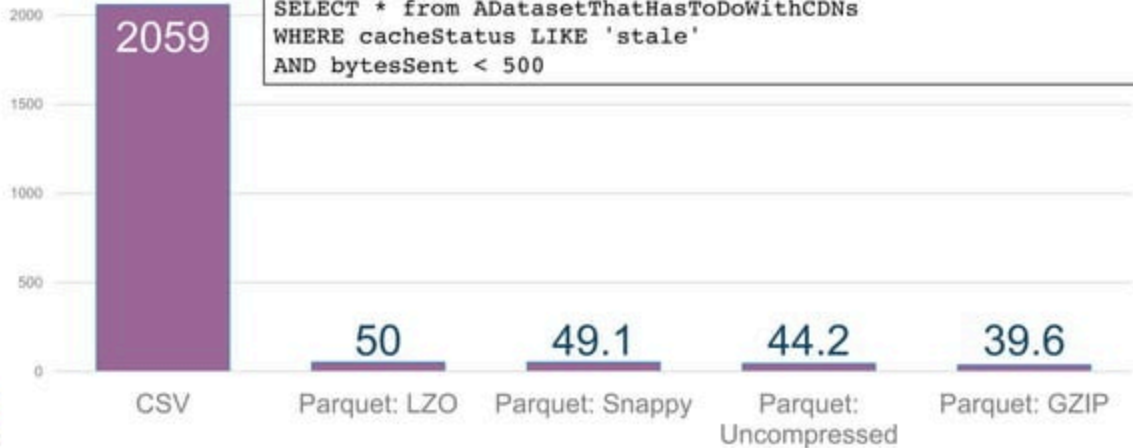 SELECT * from ADatasetThatHasToDoWithCDNs
WHERE cacheStatus LIKE 'stale'
AND bytesSent < 500
2000
1500
1000
500
0
2059
50
49.1
44.2
39.6
CSV
Parquet: LZO
Parquet: Snappy
Parquet:
Uncompressed
Parquet: GZIP